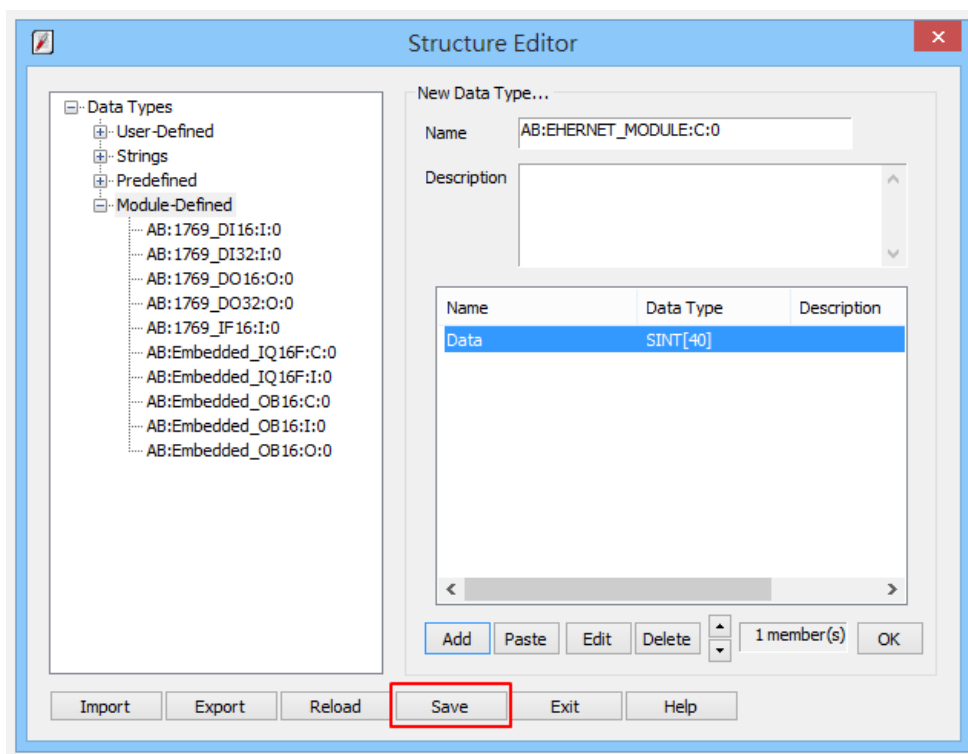 Structure Editor
Data Types
User-Defined
Strings
Predefined
Module-Defined
AB:1769_DI16:I:0
AB:1769_DI32:I:0
AB:1769_DO16:O:0
AB:1769_DO32:O:0
AB:1769_IF16:I:0
AB:Embedded_IQ16F:C:0
AB:Embedded_IQ16F:I:0
AB:Embedded_OB16:C:0
AB:Embedded_OB16:I:0
AB:Embedded_OB16:O:0
New Data Type...
Name AB:EHERNET_MODULE:C:0
Description
Name Data Type Description
Data SINT[40]
Add Paste Edit Delete 1 member(s) OK
Import Export Reload Save Exit Help